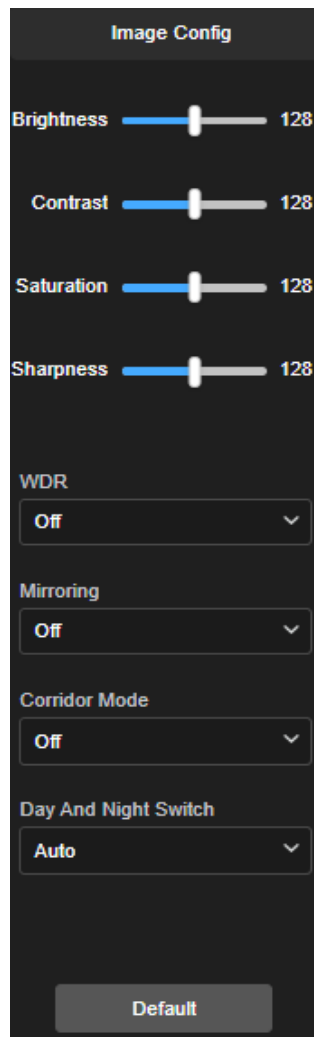 Image Config
Brightness 128
Contrast 128
Saturation 128
Sharpness 128
WDR
Off
Mirroring
Off
Corridor Mode
Off
Day And Night Switch
Auto
Default